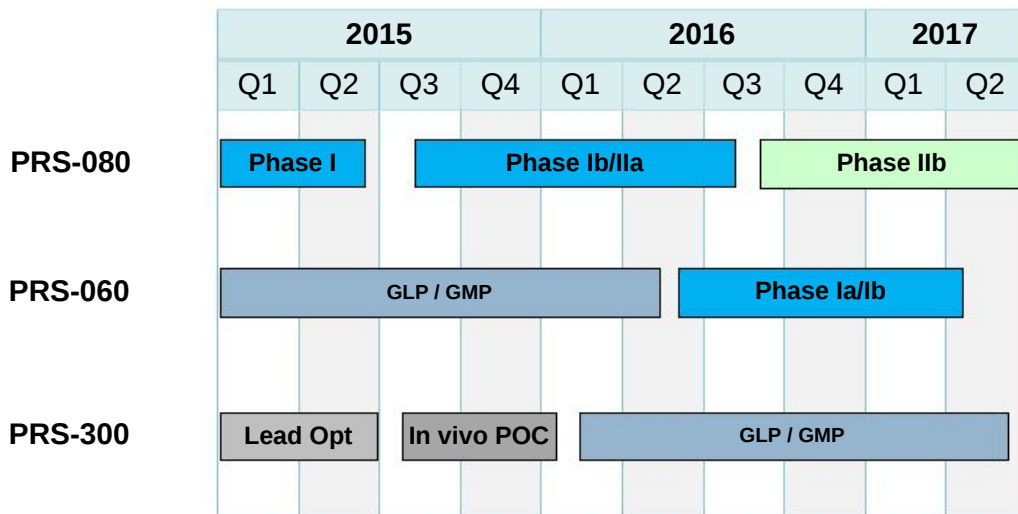 2015 2016 2017
Q1 Q2 Q3 Q4 Q1 Q2 Q3 Q4 Q1 Q2
PRS-080 Phase I Phase Ib/IIa Phase IIb
PRS-060 GLP / GMP Phase Ia/Ib
PRS-300 Lead Opt In vivo POC GLP / GMP